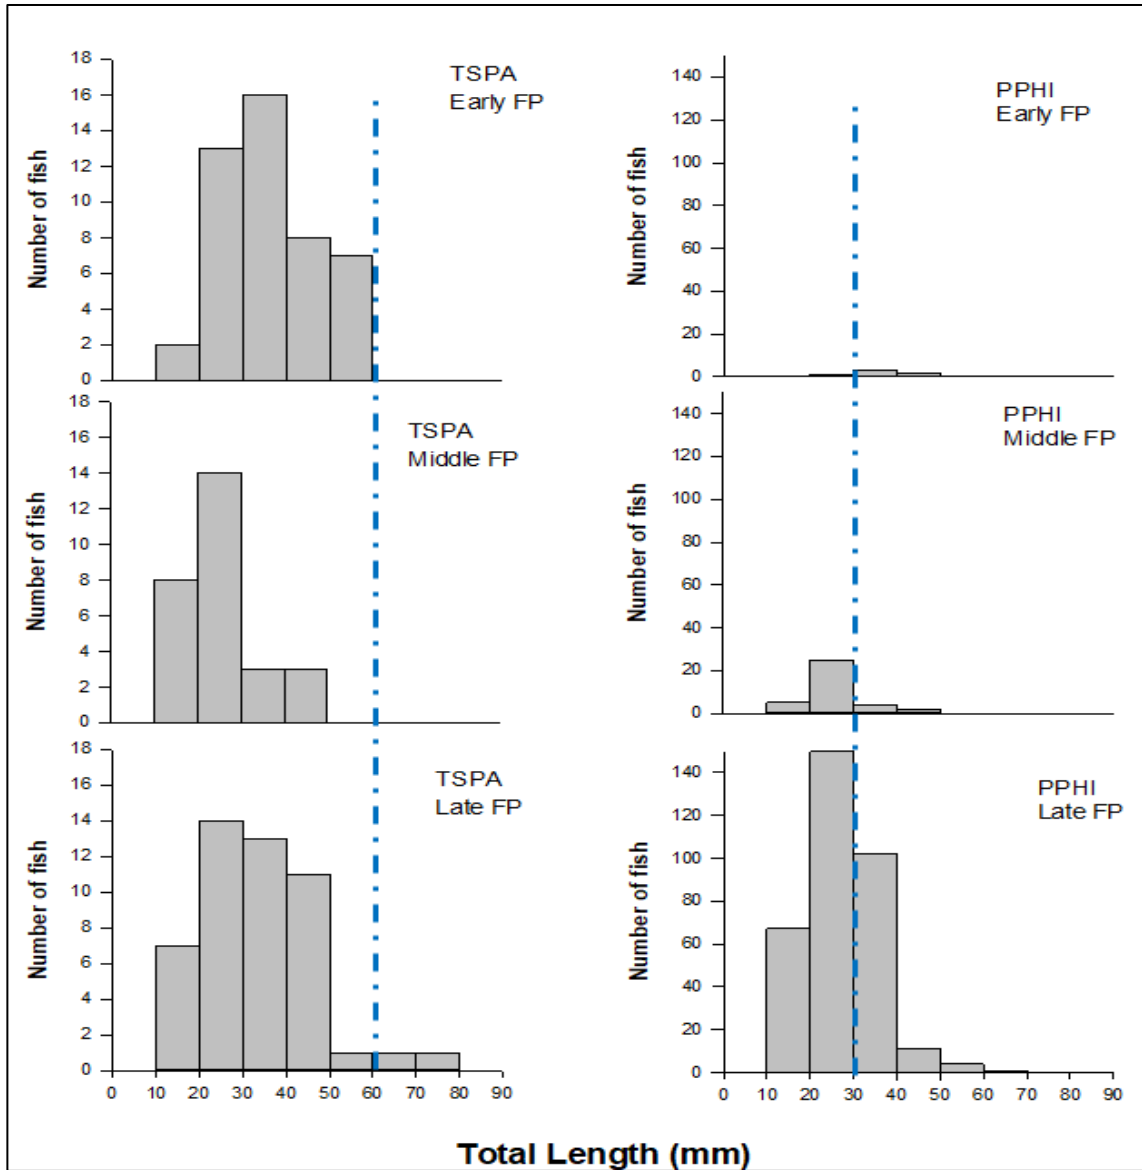 TSPA
Early FP
Number of fish
18
16
14
12
10
8
6
4
2
0
PPHI
Early FP
Number of fish
140
120
100
80
60
40
20
0
TSPA
Middle FP
Number of fish
18
16
14
12
10
8
6
4
2
0
PPHI
Middle FP
Number of fish
140
120
100
80
60
40
20
0
TSPA
Late FP
Number of fish
18
16
14
12
10
8
6
4
2
0
0 10 20 30 40 50 60 70 80 90
PPHI
Late FP
Number of fish
140
120
100
80
60
40
20
0
0 10 20 30 40 50 60 70 80 90
Total Length (mm)